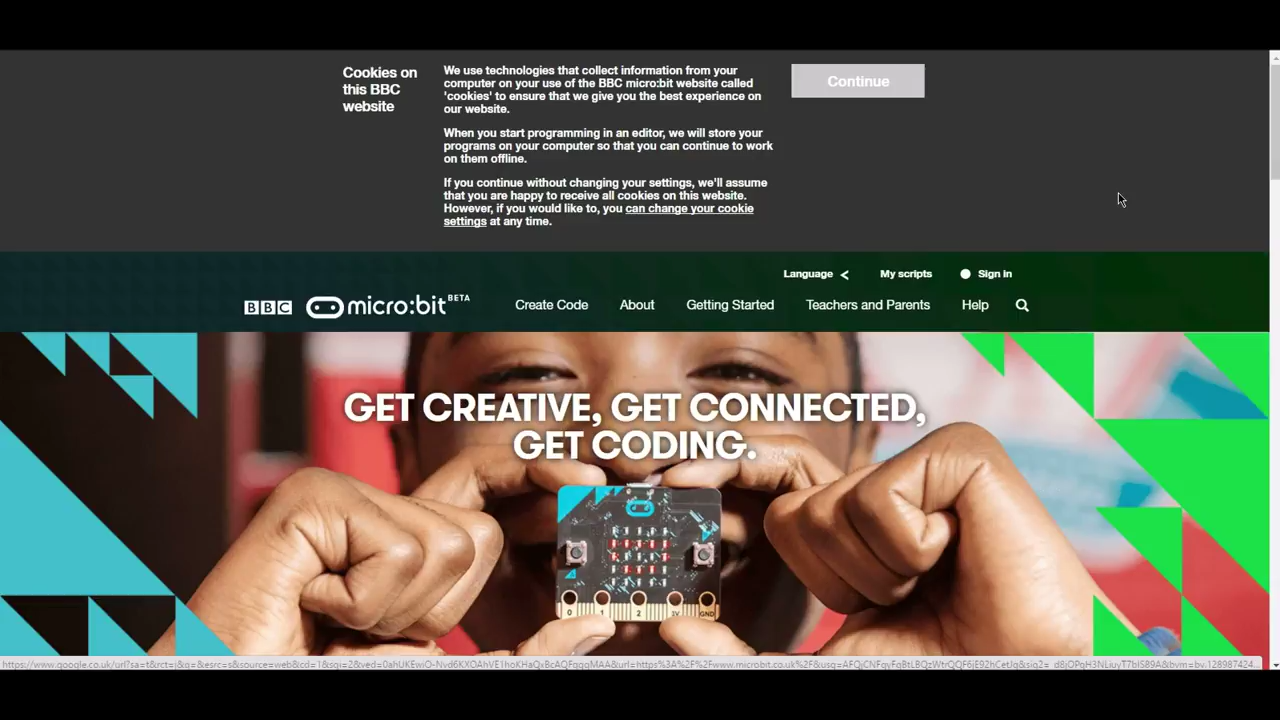 Cookies on
this BBC
website
We use technologies that collect information from your
computer on your use of the BBC micro:bit website called
'cookies' to ensure that we give you the best experience on
our website.
When you start programming in an editor, we will store your
programs on your computer so that you can continue to work
on them offline.
If you continue without changing your settings, we'll assume
that you are happy to receive all cookies on this website.
However, if you would like to, you can change your cookie
settings at any time.
Continue
Language My scripts Sign in
BBC micro:bit BETA Create Code About Getting Started Teachers and Parents Help
GET CREATIVE, GET CONNECTED,
GET CODING.
0 1 2 3V GND